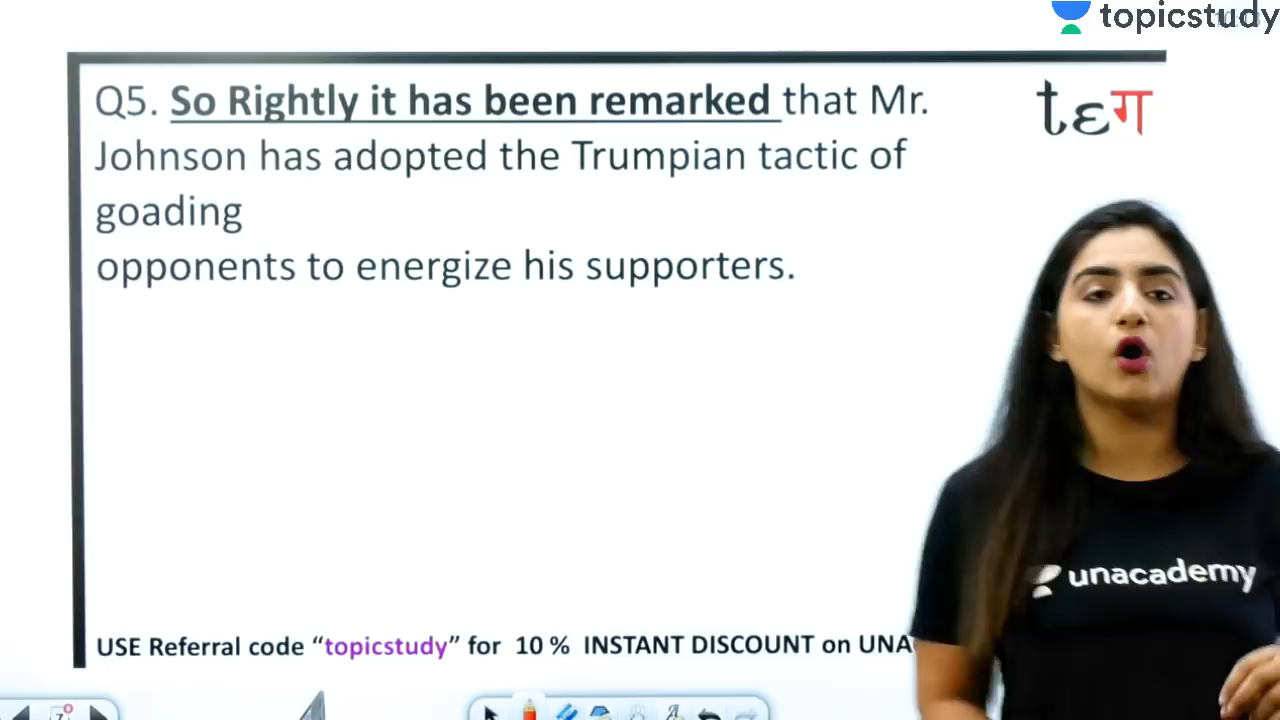 topicstudy
Q5. So Rightly it has been remarked that Mr.
tεग
Johnson has adopted the Trumpian tactic of
goading
opponents to energize his supporters.
unacademy
USE Referral code “topicstudy” for 10 % INSTANT DISCOUNT on UNA
7